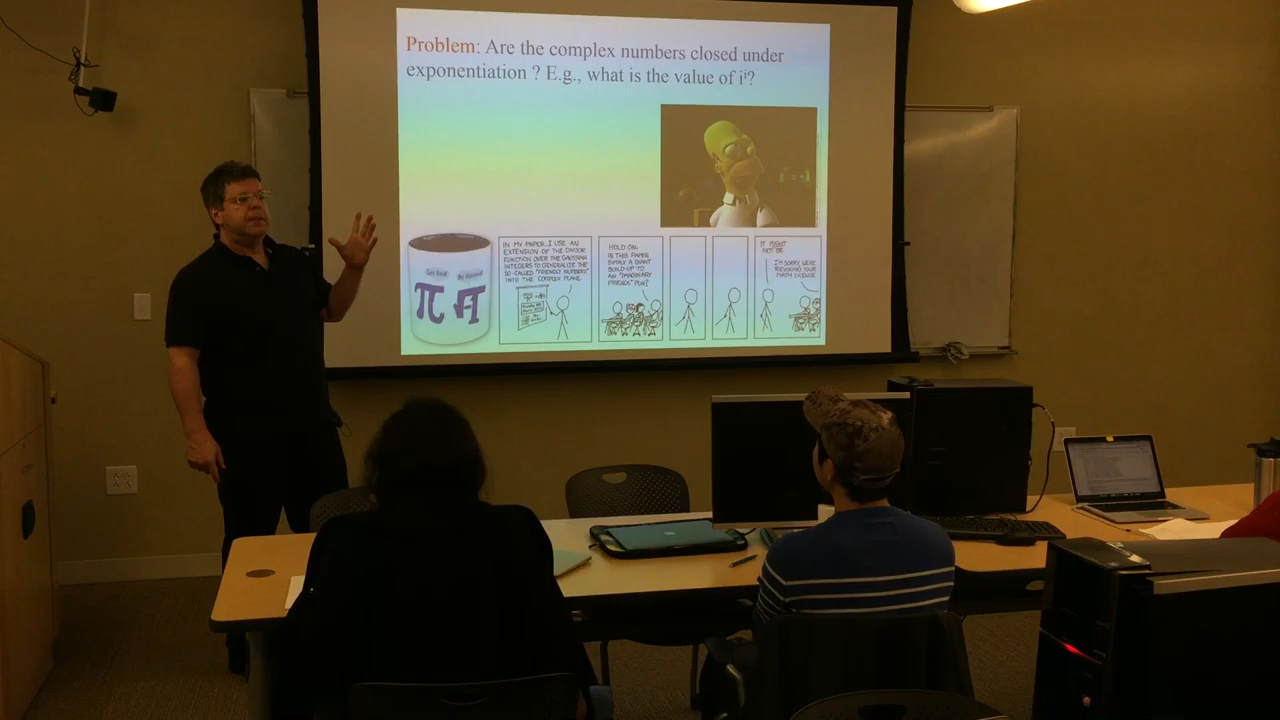 Problem: Are the complex numbers closed under
exponentiation ? E.g., what is the value of iⁱ?
Get Real
Be Rational
π √-1
IN MY PAPER, I USE AN
EXTENSION OF THE DIVISOR
FUNCTION OVER THE GAUSSIAN
INTEGERS TO GENERALIZE THE
SO-CALLED "FRIENDLY NUMBERS"
INTO THE COMPLEX PLANE.
HOLD ON.
IS THIS PAPER
SIMPLY A GIANT
BUILD-UP TO
AN "IMAGINARY
FRIENDS" PUN?
IT MIGHT
NOT BE.
I'M SORRY, WE'RE
REVOKING YOUR
MATH LICENSE.